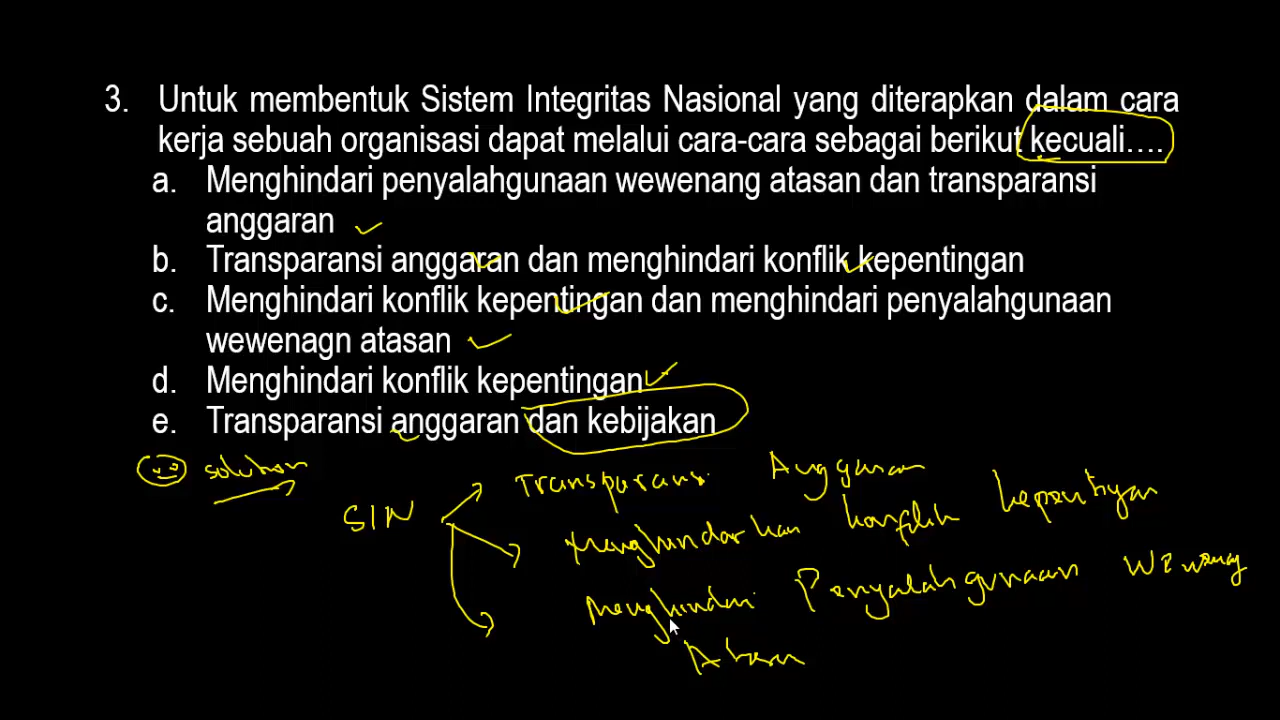 3. Untuk membentuk Sistem Integritas Nasional yang diterapkan dalam cara
kerja sebuah organisasi dapat melalui cara-cara sebagai berikut kecuali....
a. Menghindari penyalahgunaan wewenang atasan dan transparansi
anggaran
b. Transparansi anggaran dan menghindari konflik kepentingan
c. Menghindari konflik kepentingan dan menghindari penyalahgunaan
wewenagn atasan
d. Menghindari konflik kepentingan
e. Transparansi anggaran dan kebijakan
solution
SIN
Transparansi Anggaran
menghindarkan konflik kepentingan
menghindari Penyalahgunaan
Atasan